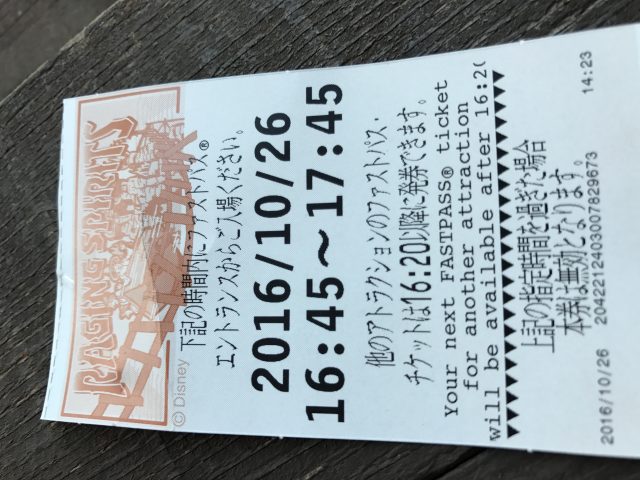 RAGING SPIRITS
© Disney
下記の時間内にファストパス®
エントランスからご入場ください。
2016/10/26
16:45～17:45
他のアトラクションのファストパス・
チケットは16:20以降に発券できます。
Your next FASTPASS® ticket
for another attraction
will be available after 16:20
上記の指定時間を過ぎた場合
本券は無効となります。
2016/10/26 2042212403007829673 14:23